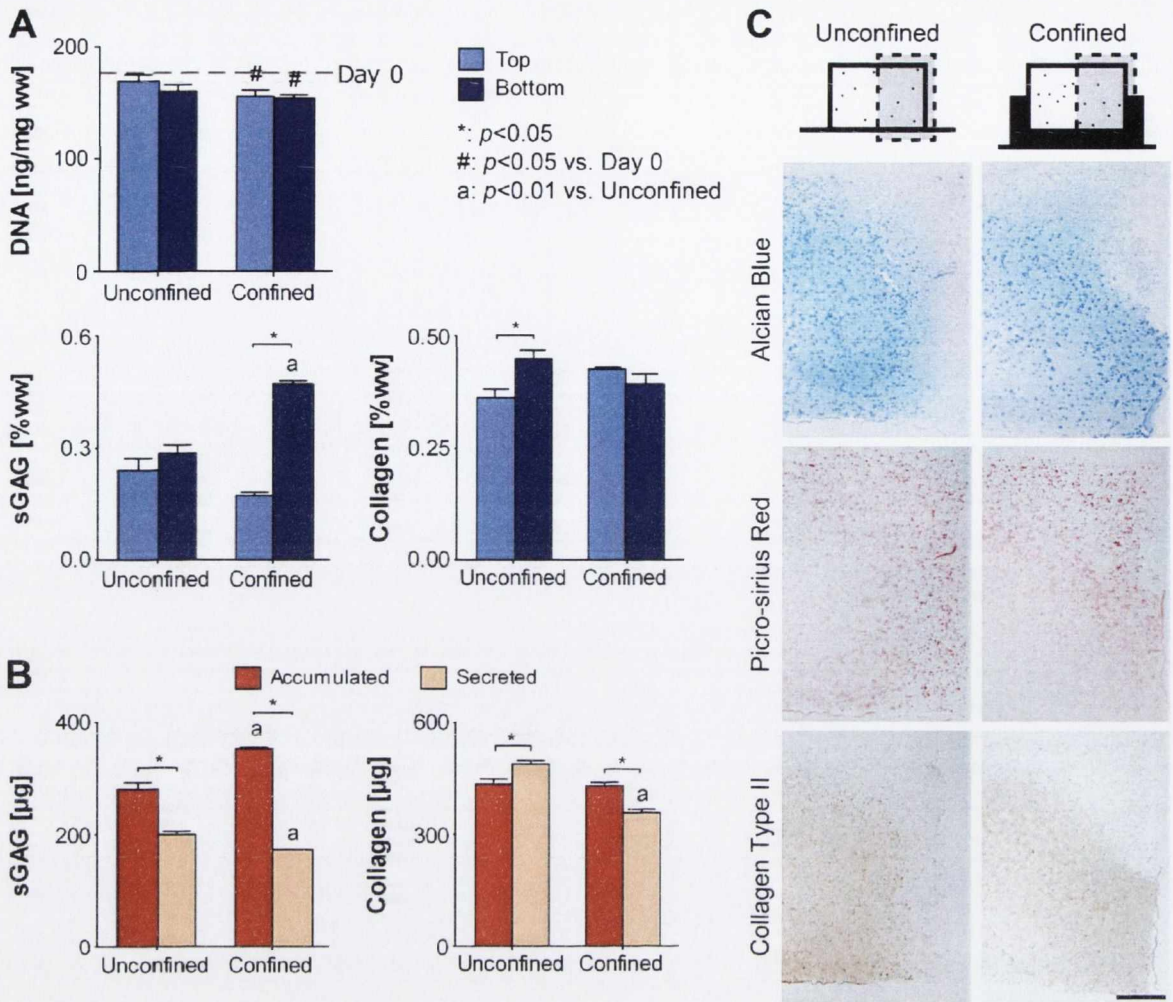 A
200
100
0
DNA [ng/mg ww]
# #
Day 0
Unconfined Confined
Top
Bottom
*: p<0.05
#: p<0.05 vs. Day 0
a: p<0.01 vs. Unconfined
0.6
0.3
0.0
sGAG [%ww]
*
a
Unconfined Confined
0.50
0.25
0.00
Collagen [%ww]
*
Unconfined Confined
B
Accumulated Secreted
400
200
0
sGAG [µg]
*
*
a
a
Unconfined Confined
600
300
0
Collagen [µg]
*
*
a
Unconfined Confined
C
Unconfined Confined
Alcian Blue
Picro-sirius Red
Collagen Type II